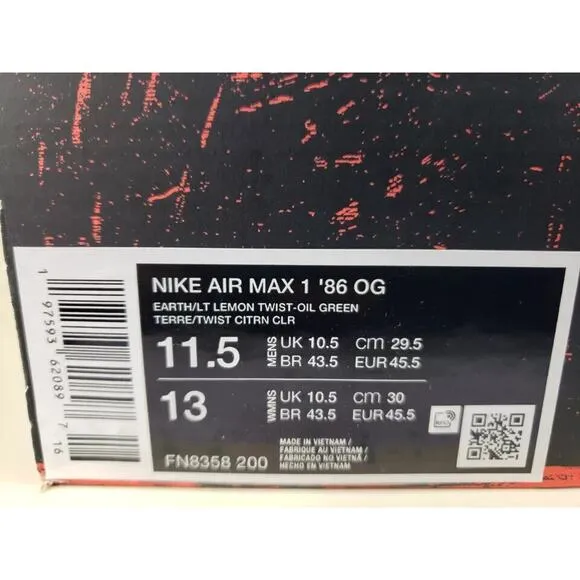 NIKE AIR MAX 1 '86 OG
EARTH/LT LEMON TWIST-OIL GREEN
TERRE/TWIST CITRN CLR
11.5 MENS UK 10.5 CM 29.5
BR 43.5 EUR 45.5
13 WMNS UK 10.5 CM 30
BR 43.5 EUR 45.5
FN8358 200
MADE IN VIETNAM /
FABRIQUÉ AU VIETNAM /
FABRICADO NO VIETNÃ /
HECHO EN VIETNAM
RFID
1 97593 62089 7 16